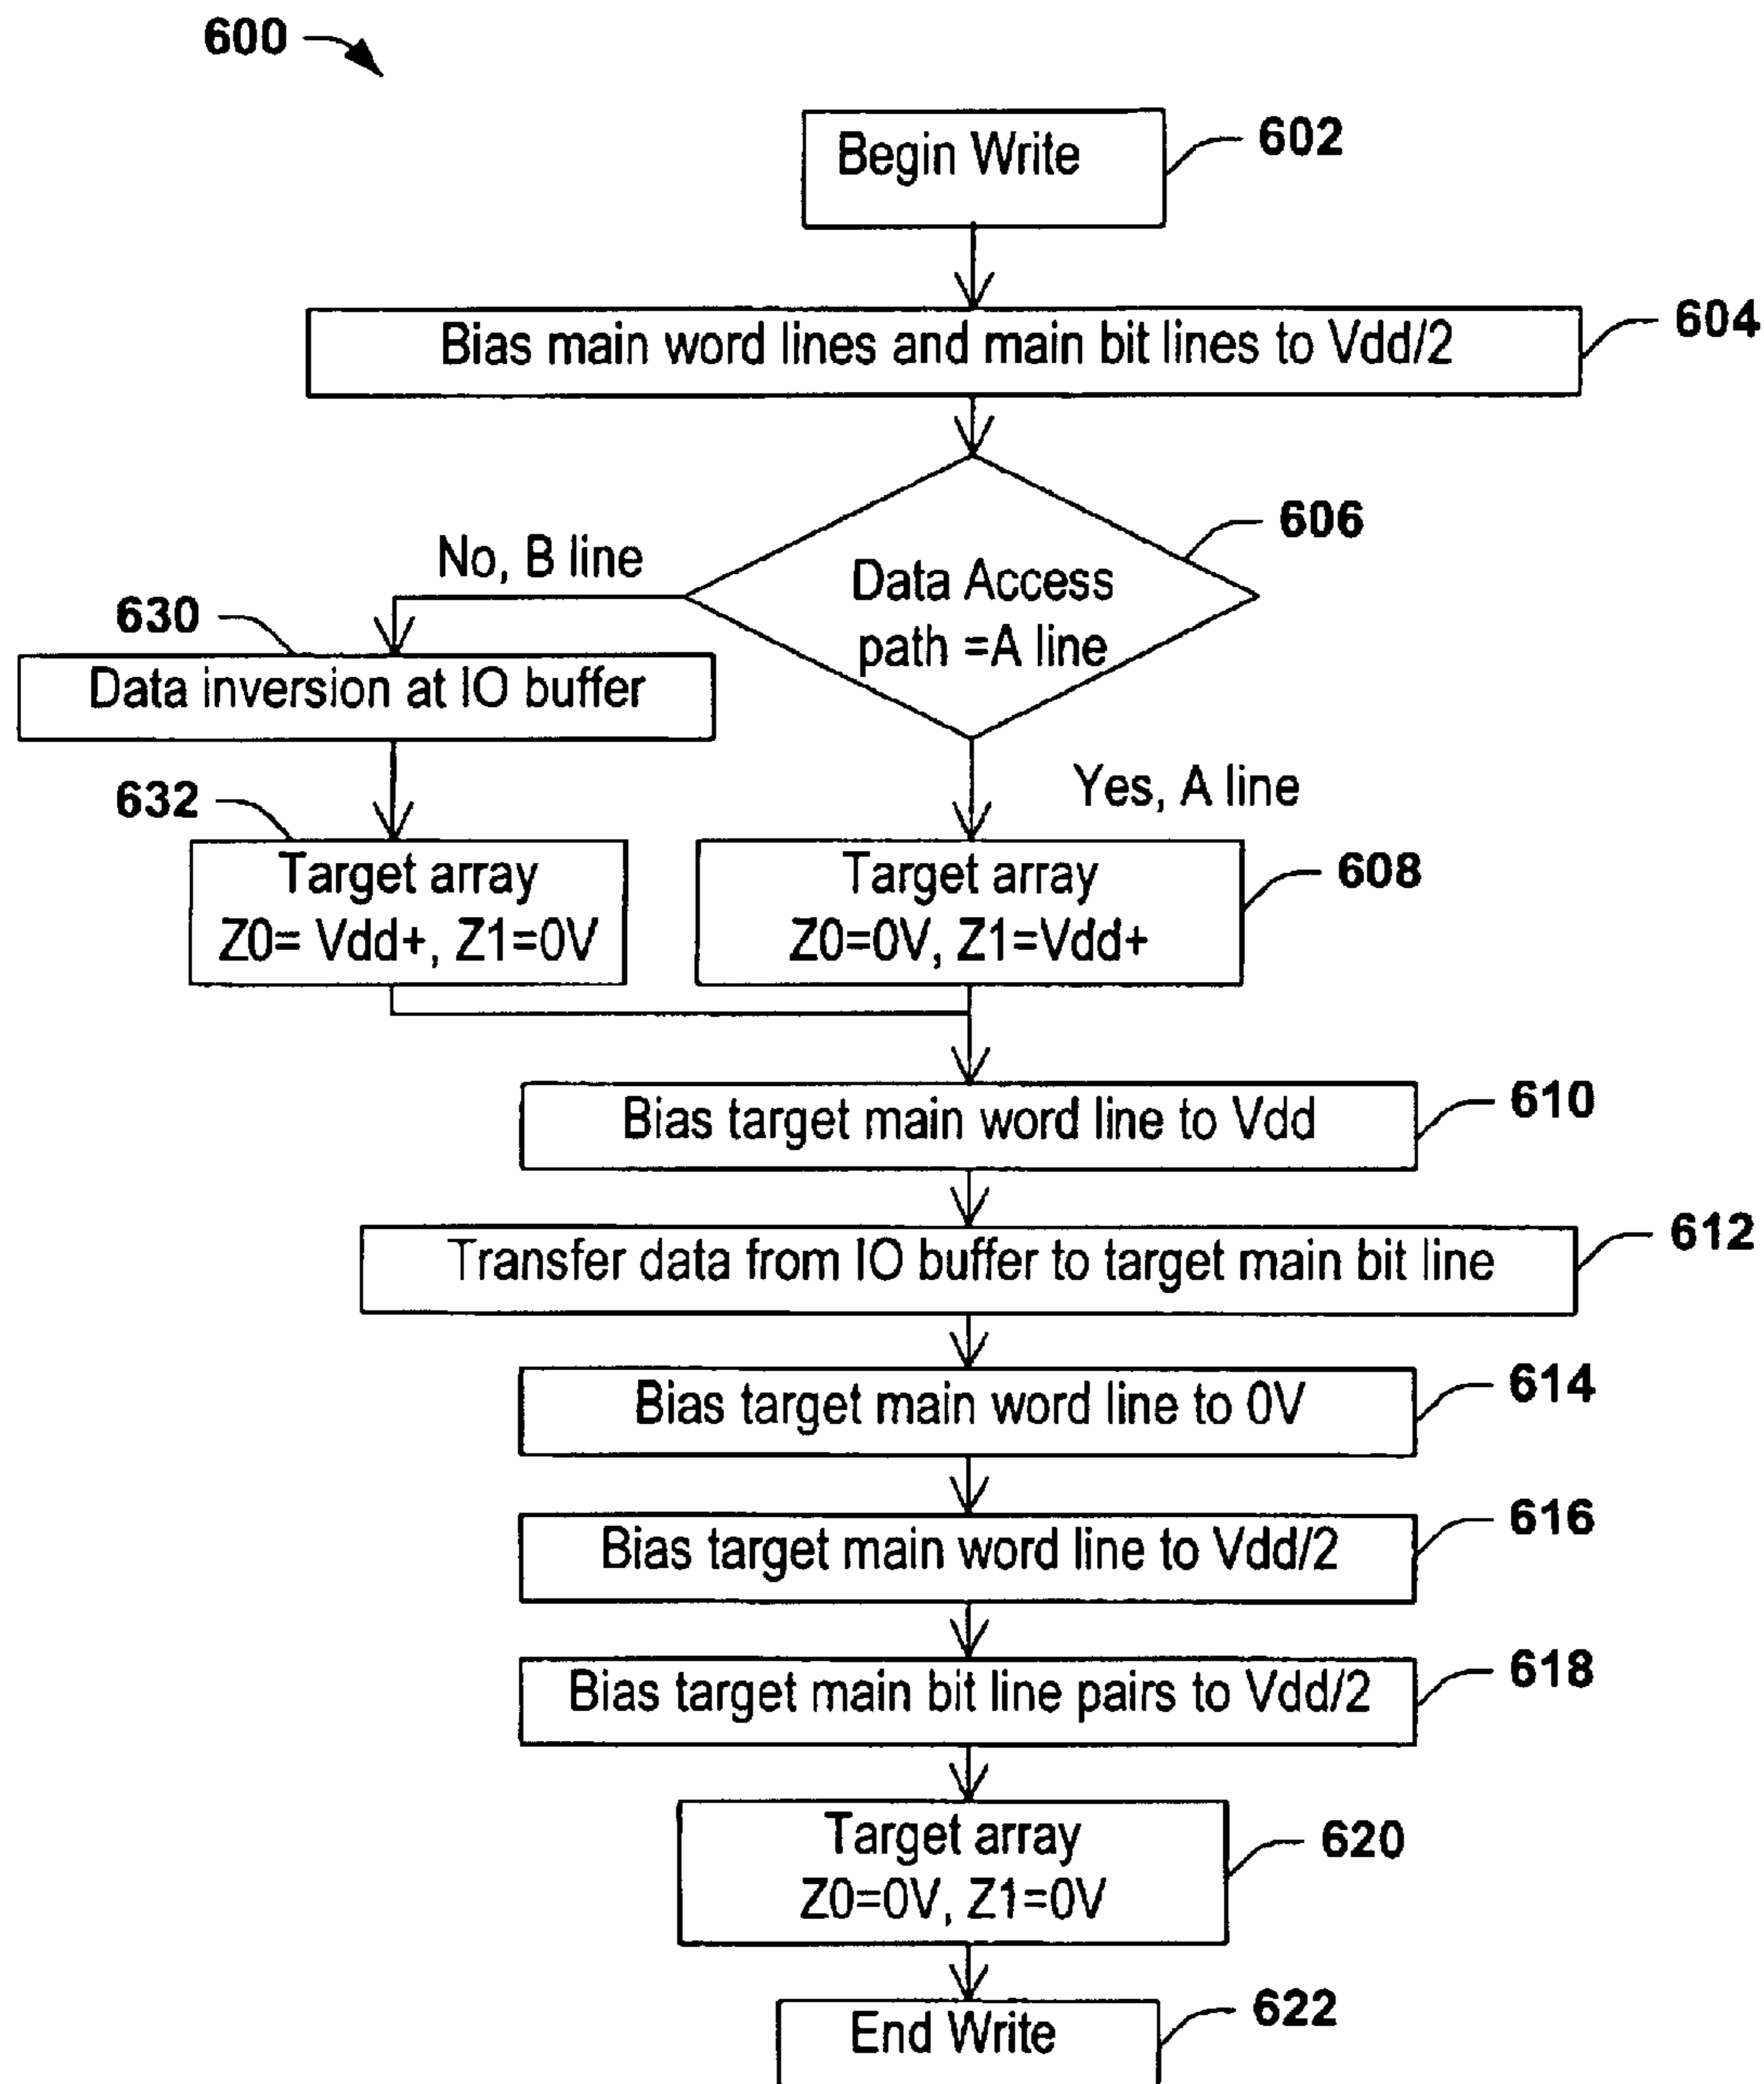 600
Begin Write
602
Bias main word lines and main bit lines to Vdd/2
604
606
Data Access
path =A line
No, B line
630
Data inversion at IO buffer
Yes, A line
632
Target array
Z0= Vdd+, Z1=0V
Target array
Z0=0V, Z1=Vdd+
608
Bias target main word line to Vdd
610
Transfer data from IO buffer to target main bit line
612
Bias target main word line to 0V
614
Bias target main word line to Vdd/2
616
Bias target main bit line pairs to Vdd/2
618
Target array
Z0=0V, Z1=0V
620
End Write
622